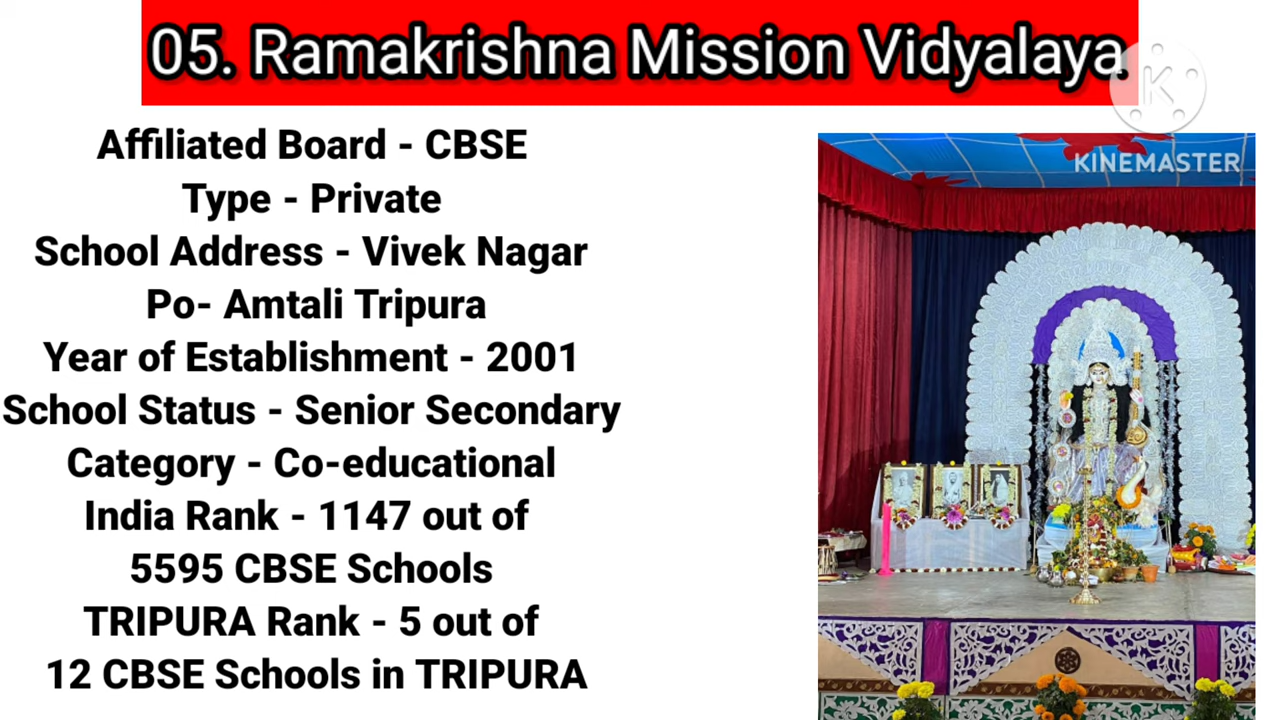 05. Ramakrishna Mission Vidyalaya
K
KINEMASTER
Affiliated Board - CBSE
Type - Private
School Address - Vivek Nagar
Po- Amtali Tripura
Year of Establishment - 2001
School Status - Senior Secondary
Category - Co-educational
India Rank - 1147 out of
5595 CBSE Schools
TRIPURA Rank - 5 out of
12 CBSE Schools in TRIPURA